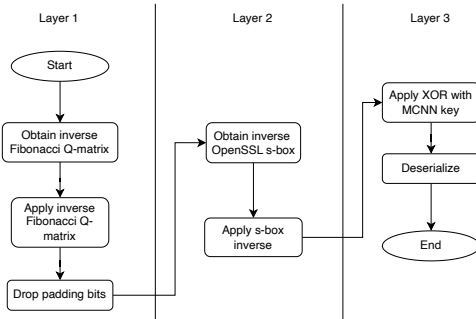 Layer 1
Start
Obtain inverse
Fibonacci Q-matrix
Apply inverse
Fibonacci Q-
matrix
Drop padding bits
Layer 2
Obtain inverse
OpenSSL s-box
Apply s-box
inverse
Layer 3
Apply XOR with
MCNN key
Deserialize
End